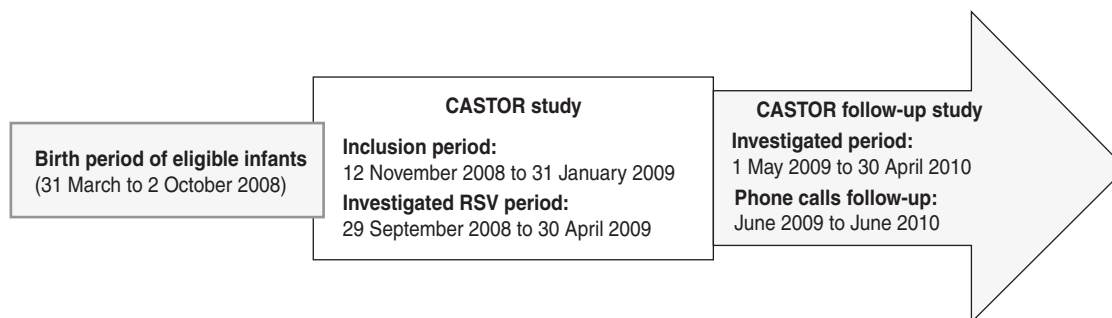 Birth period of eligible infants
(31 March to 2 October 2008)
CASTOR study
Inclusion period:
12 November 2008 to 31 January 2009
Investigated RSV period:
29 September 2008 to 30 April 2009
CASTOR follow-up study
Investigated period:
1 May 2009 to 30 April 2010
Phone calls follow-up:
June 2009 to June 2010